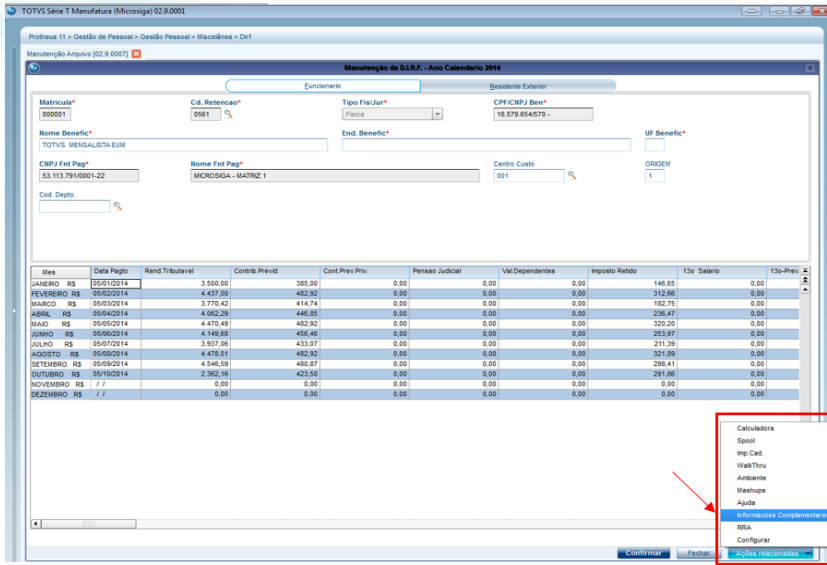 TOTVS Série T Manufatura (Microsiga) 02.9.0001
Protheus 11 > Gestão de Pessoal > Gestão Pessoal > Miscelânea > Dirf
Manutenção Arquivo [02.9.0007]
Manutenção da D.I.R.F. - Ano Calendario 2014
Funcionario Residente Exterior
Matricula* Cd. Retencao* Tipo Fis/Jur* CPF/CNPJ Ben*
000001 0561 Fisica 16.579.654/570 -
Nome Benefic* End. Benefic* UF Benefic*
TOTVS MENSALISTA EUM
CNPJ Fnt Pag* Nome Fnt Pag* Centro Custo ORIGEM
53.113.791/0001-22 MICROSIGA - MATRIZ 1 001 1
Cod. Depto.
Mes Data Pagto Rend.Tributavel Contrib.Previd. Cont.Prev.Priv. Pensao Judicial Val.Dependentes Imposto Retido 13o Salario 13o-Prev
JANEIRO R$ 05/01/2014 3.500,00 385,00 0,00 0,00 0,00 146,65 0,00
FEVEREIRO R$ 05/02/2014 4.437,00 482,92 0,00 0,00 0,00 312,66 0,00
MARCO R$ 05/03/2014 3.770,42 414,74 0,00 0,00 0,00 182,75 0,00
ABRIL R$ 05/04/2014 4.062,29 446,85 0,00 0,00 0,00 236,47 0,00
MAIO R$ 05/05/2014 4.470,49 482,92 0,00 0,00 0,00 320,20 0,00
JUNHO R$ 05/06/2014 4.149,68 456,46 0,00 0,00 0,00 253,97 0,00
JULHO R$ 05/07/2014 3.937,06 433,07 0,00 0,00 0,00 211,39 0,00
AGOSTO R$ 05/08/2014 4.478,01 482,92 0,00 0,00 0,00 321,89 0,00
SETEMBRO R$ 05/09/2014 4.546,59 480,87 0,00 0,00 0,00 298,41 0,00
OUTUBRO R$ 05/10/2014 2.362,16 423,50 0,00 0,00 0,00 291,86 0,00
NOVEMBRO R$ / / 0,00 0,00 0,00 0,00 0,00 0,00 0,00
DEZEMBRO R$ / / 0,00 0,00 0,00 0,00 0,00 0,00 0,00
Calculadora
Spool
Imp.Cad.
WalkThru
Ambiente
Mashups
Ajuda
Informacoes Complementares
RRA
Configurar
Confirmar Fechar Ações relacionadas